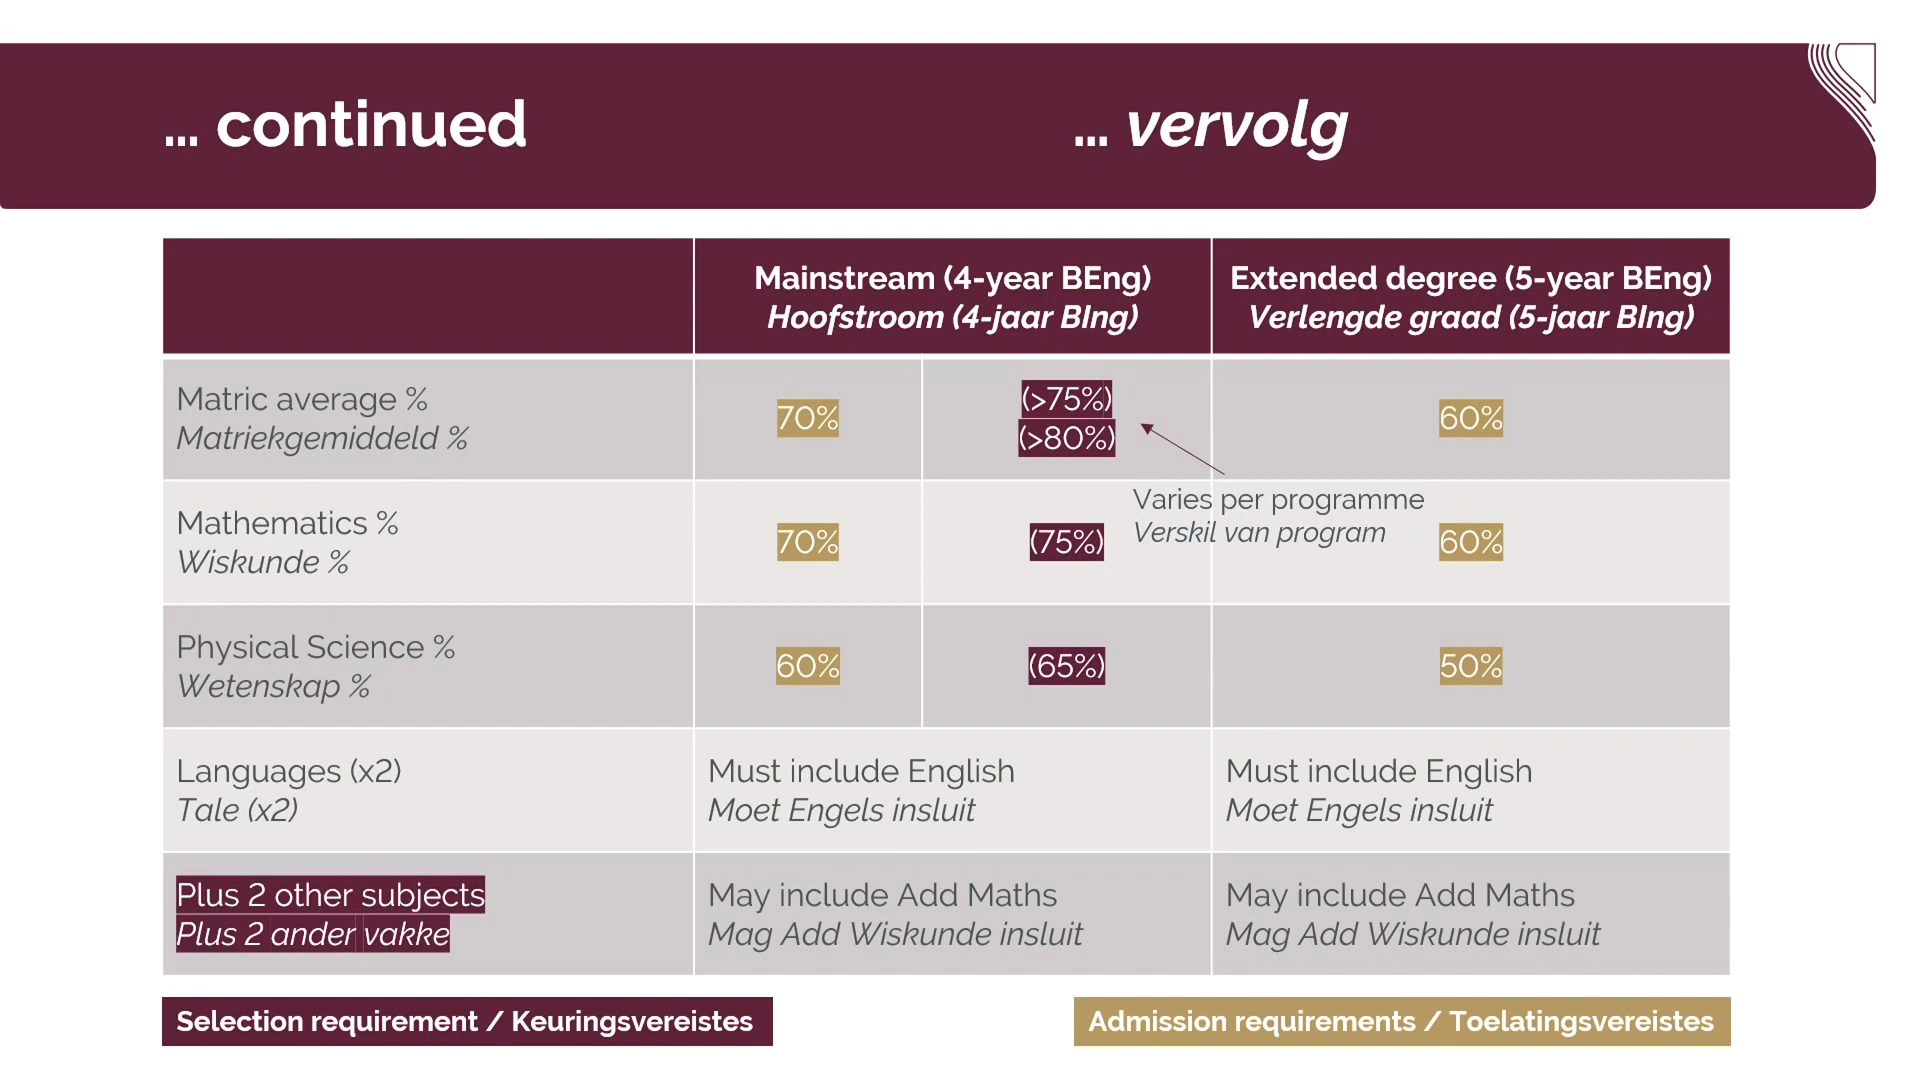 ... continued
... vervolg
Mainstream (4-year BEng)
Hoofstroom (4-jaar BIng)
Extended degree (5-year BEng)
Verlengde graad (5-jaar BIng)
Matric average %
Matriekgemiddeld %
70%
(>75%)
(>80%)
60%
Varies per programme
Verskil van program
Mathematics %
Wiskunde %
70%
(75%)
60%
Physical Science %
Wetenskap %
60%
(65%)
50%
Languages (x2)
Tale (x2)
Must include English
Moet Engels insluit
Must include English
Moet Engels insluit
Plus 2 other subjects
Plus 2 ander vakke
May include Add Maths
Mag Add Wiskunde insluit
May include Add Maths
Mag Add Wiskunde insluit
Selection requirement / Keuringsvereistes
Admission requirements / Toelatingsvereistes